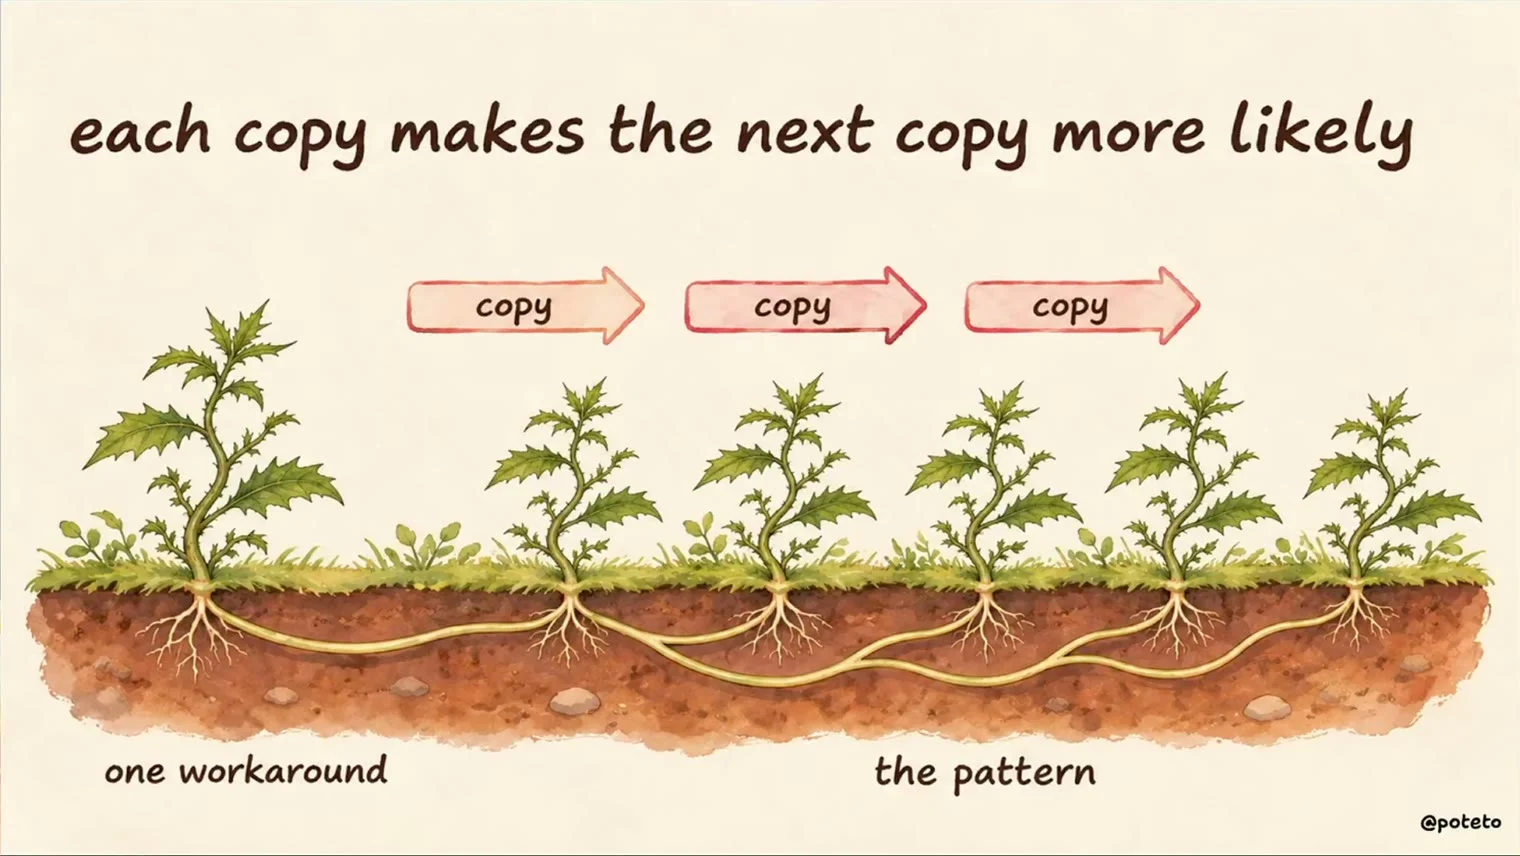 each copy makes the next copy more likely
copy
copy
copy
one workaround
the pattern
@poteto